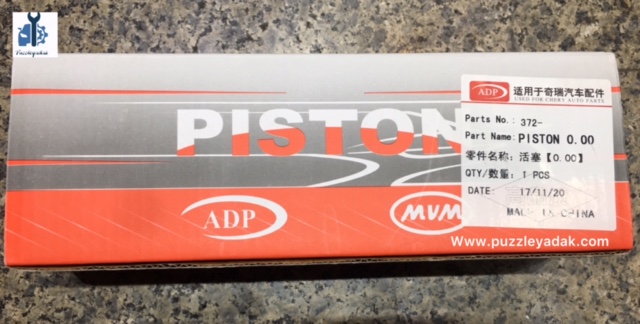 Puzzleyadak
PISTON
ADP
MVM
ADP 适用于奇瑞汽车配件
USED FOR CHERY AUTO PARTS
Parts No.: 372-
Part Name: PISTON 0.00
零件名称: 活塞【0.00】
QTY/数量: 1 PCS
DATE: 17/11/20
MADE IN CHINA
www.puzzleyadak.com